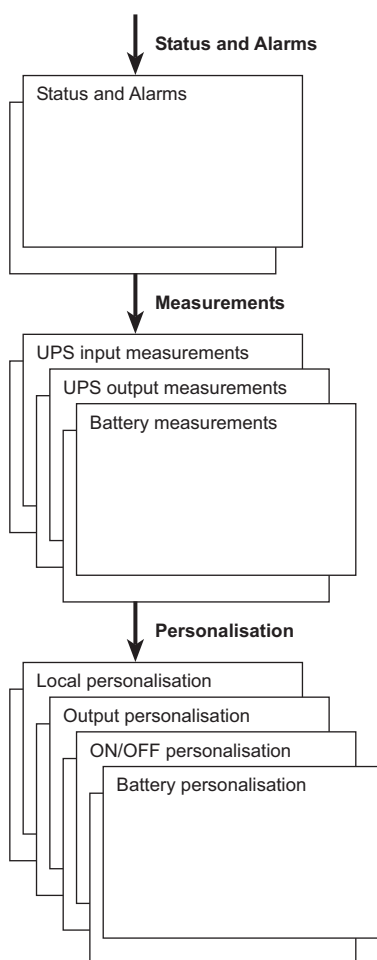 Status and Alarms
Status and Alarms
Measurements
UPS input measurements
UPS output measurements
Battery measurements
Personalisation
Local personalisation
Output personalisation
ON/OFF personalisation
Battery personalisation